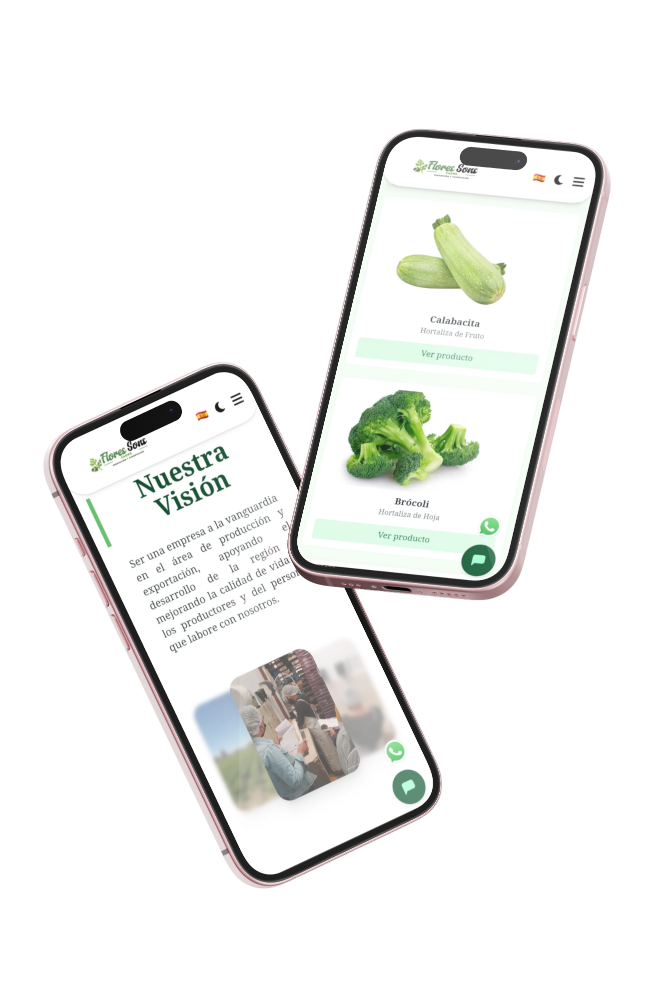 Flores Sons
Calabacita
Hortaliza de Fruto
Ver producto
Brócoli
Hortaliza de Hoja
Ver producto
Flores Sons
Nuestra
Visión
Ser una empresa a la vanguardia
en el área de producción y
exportación, apoyando el
desarrollo de la región
mejorando la calidad de vida
los productores y del
que labore con nosotros.